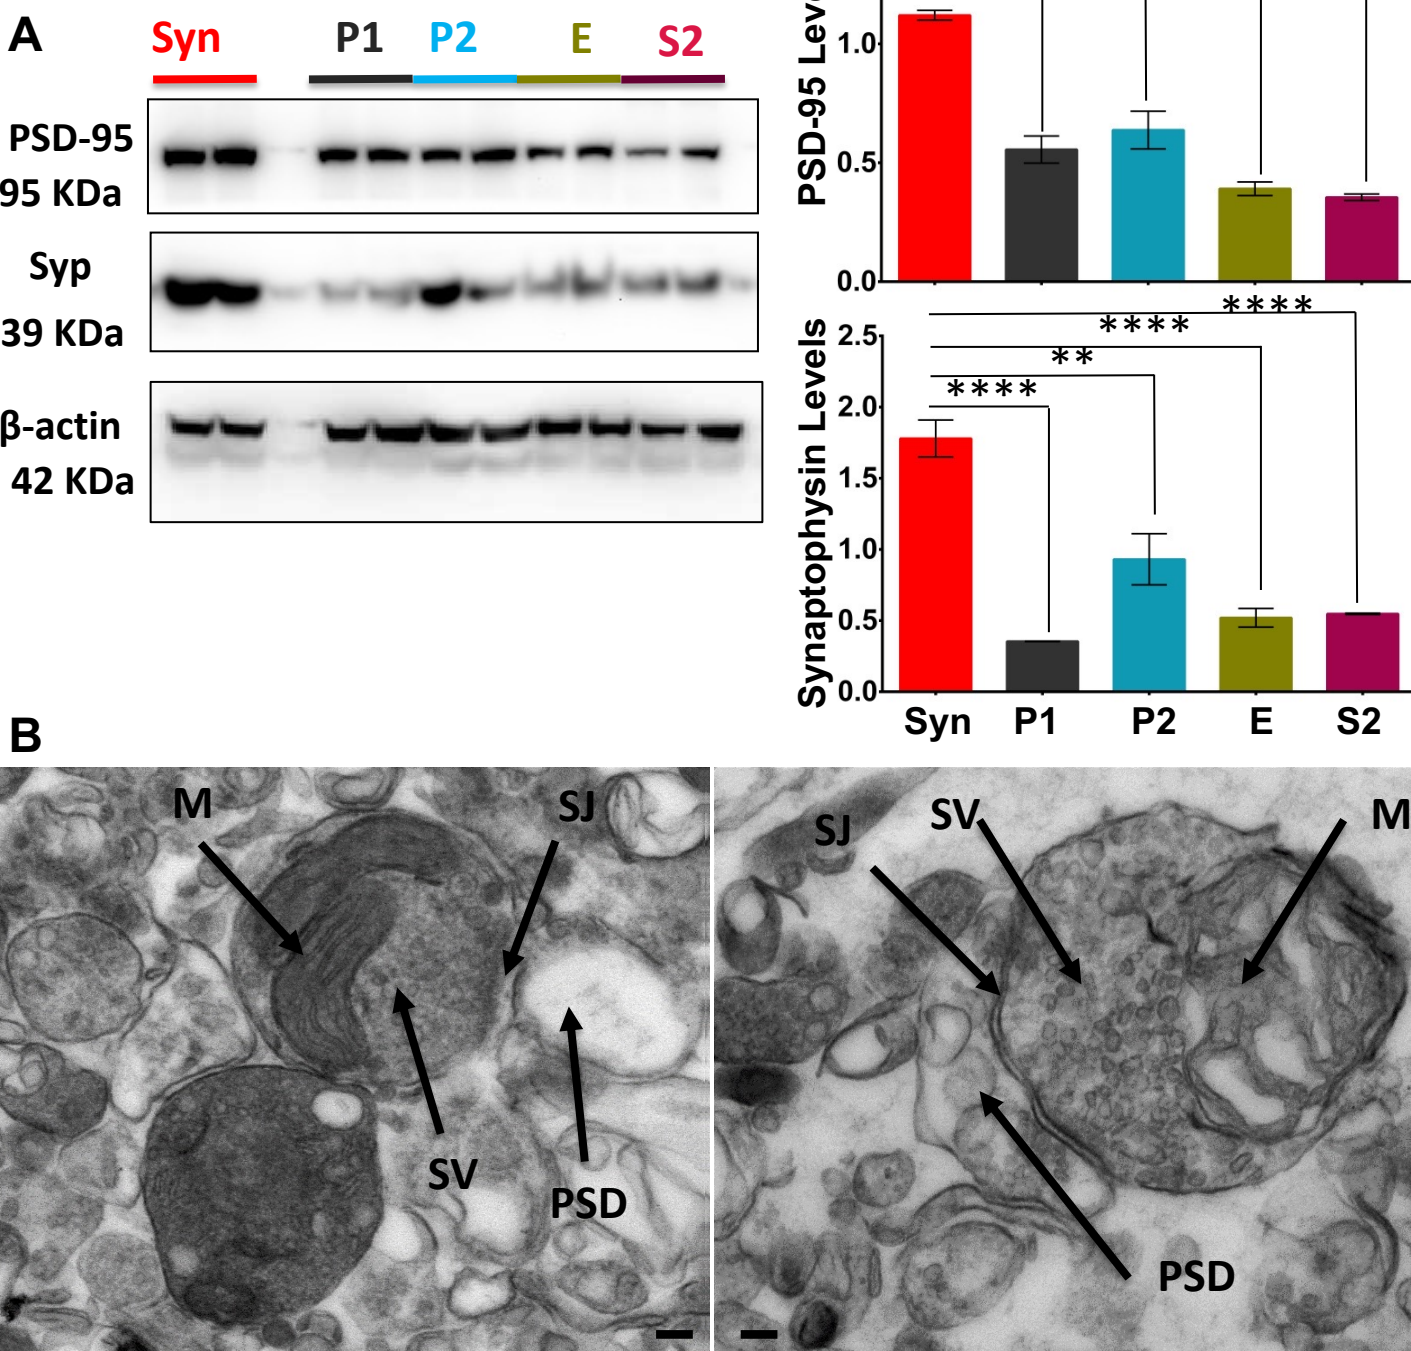 A
Syn P1 P2 E S2
PSD-95
95 KDa
Syp
39 KDa
β-actin
42 KDa
PSD-95 Leve
1.0
0.5
0.0
Synaptophysin Levels
2.5
2.0
1.5
1.0
0.5
0.0
****
****
**
****
Syn P1 P2 E S2
B
M SJ
SV
PSD
SJ SV M
PSD